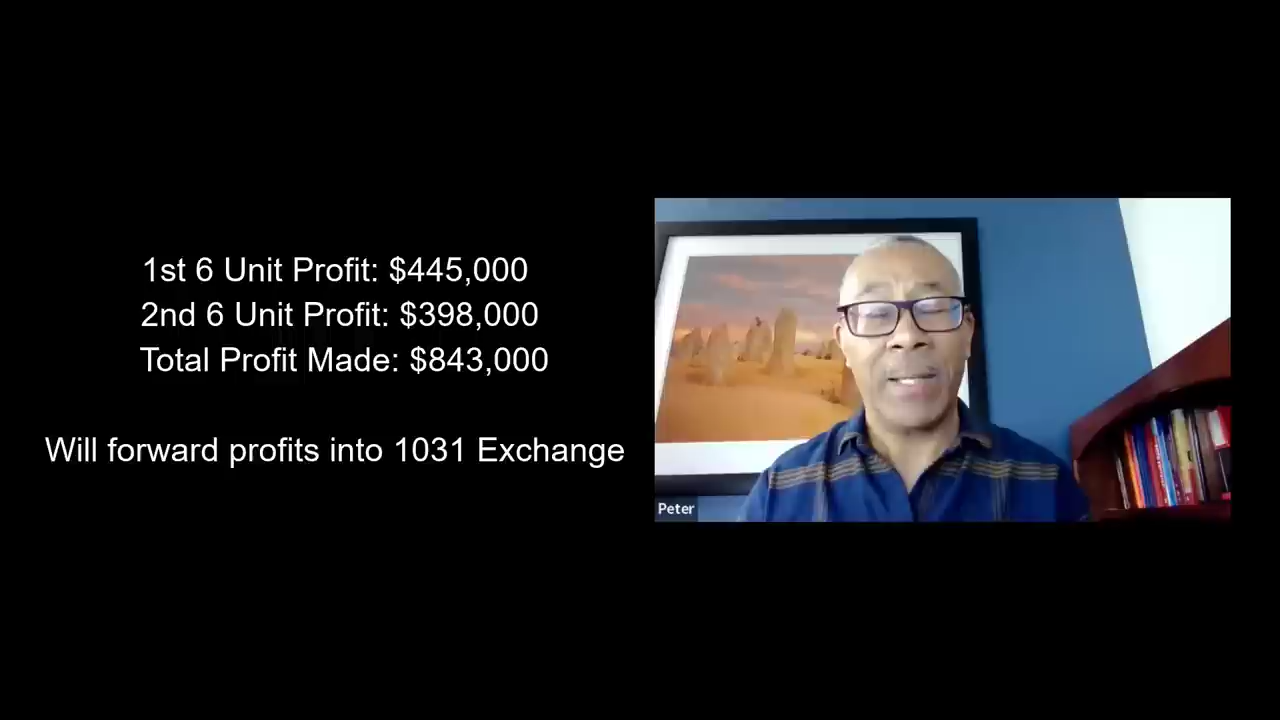 1st 6 Unit Profit: $445,000
2nd 6 Unit Profit: $398,000
Total Profit Made: $843,000
Will forward profits into 1031 Exchange
Peter